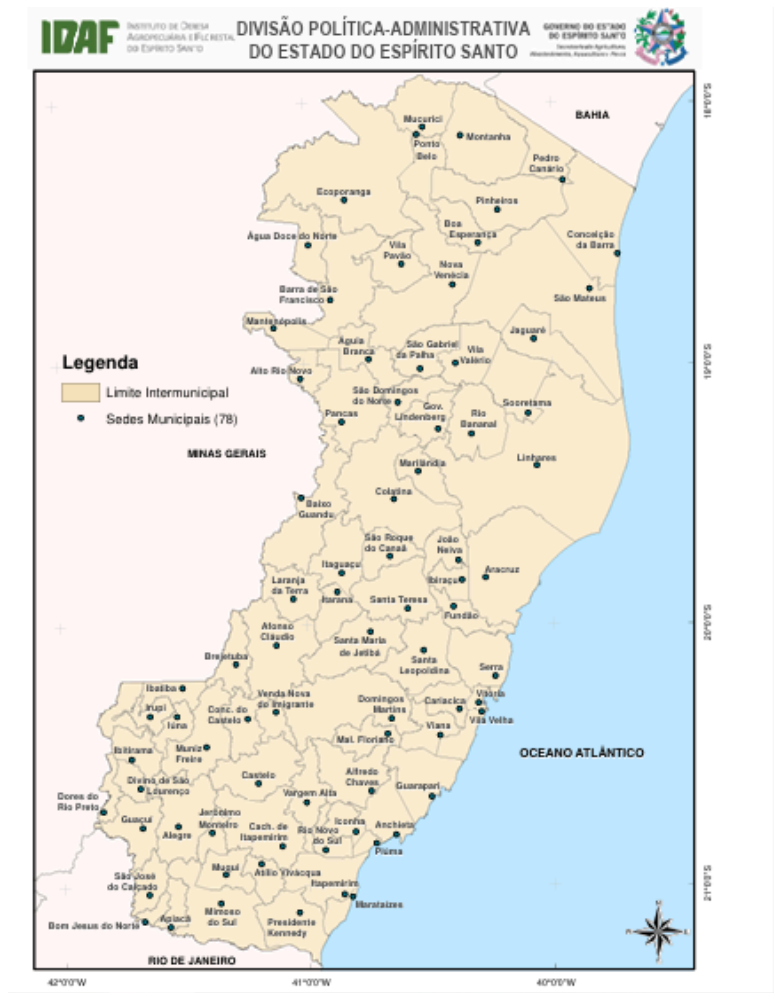 IDAF
INSTITUTO DE DEFESA
AGROPECUÁRIA E FLORESTAL
DO ESPÍRITO SANTO
DIVISÃO POLÍTICA-ADMINISTRATIVA
DO ESTADO DO ESPÍRITO SANTO
GOVERNO DO ESTADO
DO ESPÍRITO SANTO
BAHIA
18°0'0"S
Mucurici
Montanha
Ponto
Belo
Pedro
Canário
Ecoporanga
Pinheiros
Boa
Esperança
Água Doce do Norte
Vila
Pavão
Conceição
da Barra
Nova
Venécia
Barra de São
Francisco
São Mateus
Mantenópolis
Jaguaré
Águia
Branca
São Gabriel
da Palha
Vila
Valério
19°0'0"S
Legenda
Limite Intermunicipal
Sedes Municipais (78)
Alto Rio Novo
São Domingos
do Norte
Pancas
Gov.
Lindenberg
Rio
Bananal
Sooretama
MINAS GERAIS
Marilândia
Linhares
Colatina
Baixo
Guandu
São Roque
do Canaã
João
Neiva
Itaguaçu
Ibiraçu
Aracruz
Laranja
da Terra
Itarana
Santa Teresa
Fundão
20°0'0"S
Afonso
Cláudio
Santa Maria
de Jetibá
Brejetuba
Santa
Leopoldina
Serra
Ibatiba
Venda Nova
do Imigrante
Domingos
Martins
Cariacica
Vitória
Irupi
Iúna
Conc. do
Castelo
Vila Velha
Viana
Mal. Floriano
OCEANO ATLÂNTICO
Ibitirama
Muniz
Freire
Divino de São
Lourenço
Castelo
Alfredo
Chaves
Guarapari
Vargem Alta
Dores do
Rio Preto
Guaçuí
Alegre
Jerônimo
Monteiro
Cach. de
Itapemirim
Rio Novo
do Sul
Iconha
Anchieta
Piúma
21°0'0"S
São José
do Calçado
Muqui
Atílio Vivácqua
Itapemirim
Marataízes
Bom Jesus do Norte
Apiacá
Mimoso
do Sul
Presidente
Kennedy
RIO DE JANEIRO
N
42°0'0"W
41°0'0"W
40°0'0"W